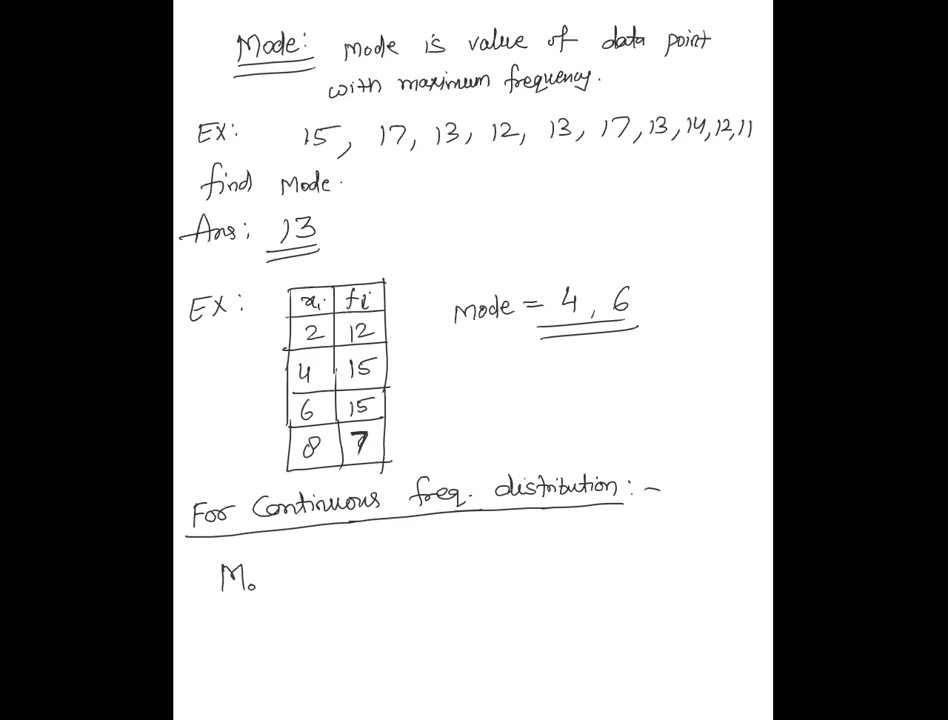 Mode: Mode is value of data point
with maximum frequency.
EX: 15, 17, 13, 12, 13, 17, 13, 14, 12, 11
find Mode.
Ans: 13
EX:
xi fi
2 12
4 15
6 15
8 7
Mode = 4, 6
For Continuous freq. distribution:-
Mo